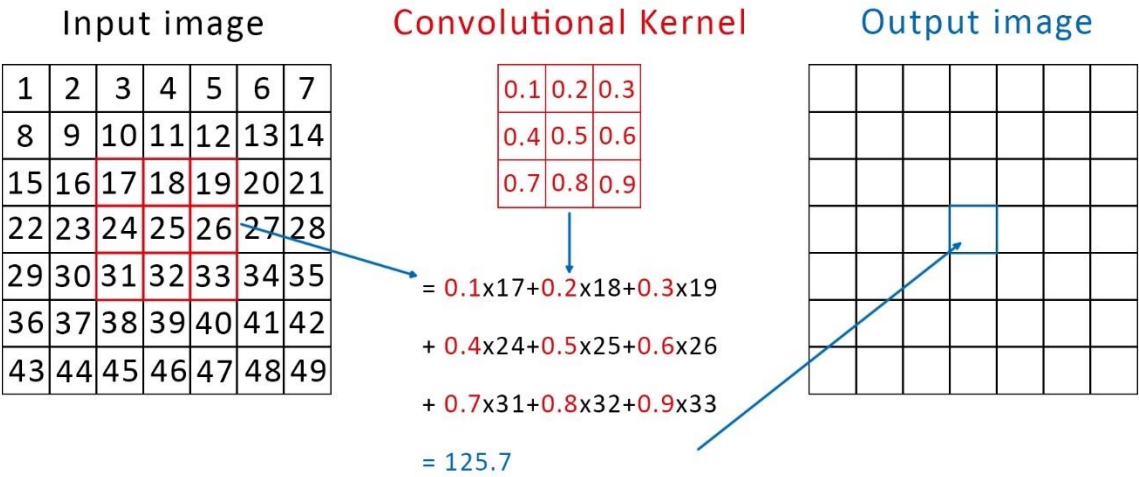 Input image
Convolutional Kernel
Output image
1 2 3 4 5 6 7
8 9 10 11 12 13 14
15 16 17 18 19 20 21
22 23 24 25 26 27 28
29 30 31 32 33 34 35
36 37 38 39 40 41 42
43 44 45 46 47 48 49
0.1 0.2 0.3
0.4 0.5 0.6
0.7 0.8 0.9
= 0.1x17+0.2x18+0.3x19
+ 0.4x24+0.5x25+0.6x26
+ 0.7x31+0.8x32+0.9x33
= 125.7